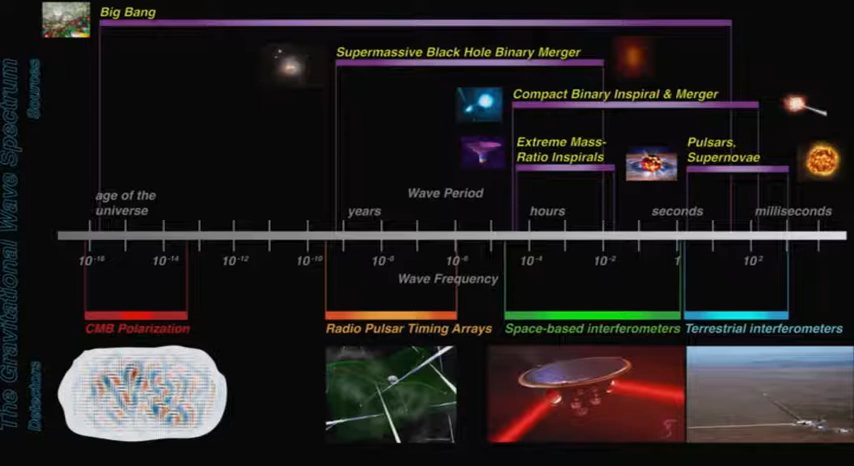 The Gravitational Wave Spectrum
Sources
Detectors
Big Bang
Supermassive Black Hole Binary Merger
Compact Binary Inspiral & Merger
Extreme Mass-
Ratio Inspirals
Pulsars,
Supernovae
age of the
universe
Wave Period
years
hours
seconds
milliseconds
10⁻¹⁶
10⁻¹⁴
10⁻¹²
10⁻¹⁰
10⁻⁸
10⁻⁶
10⁻⁴
10⁻²
1
10²
Wave Frequency
CMB Polarization
Radio Pulsar Timing Arrays
Space-based interferometers
Terrestrial interferometers